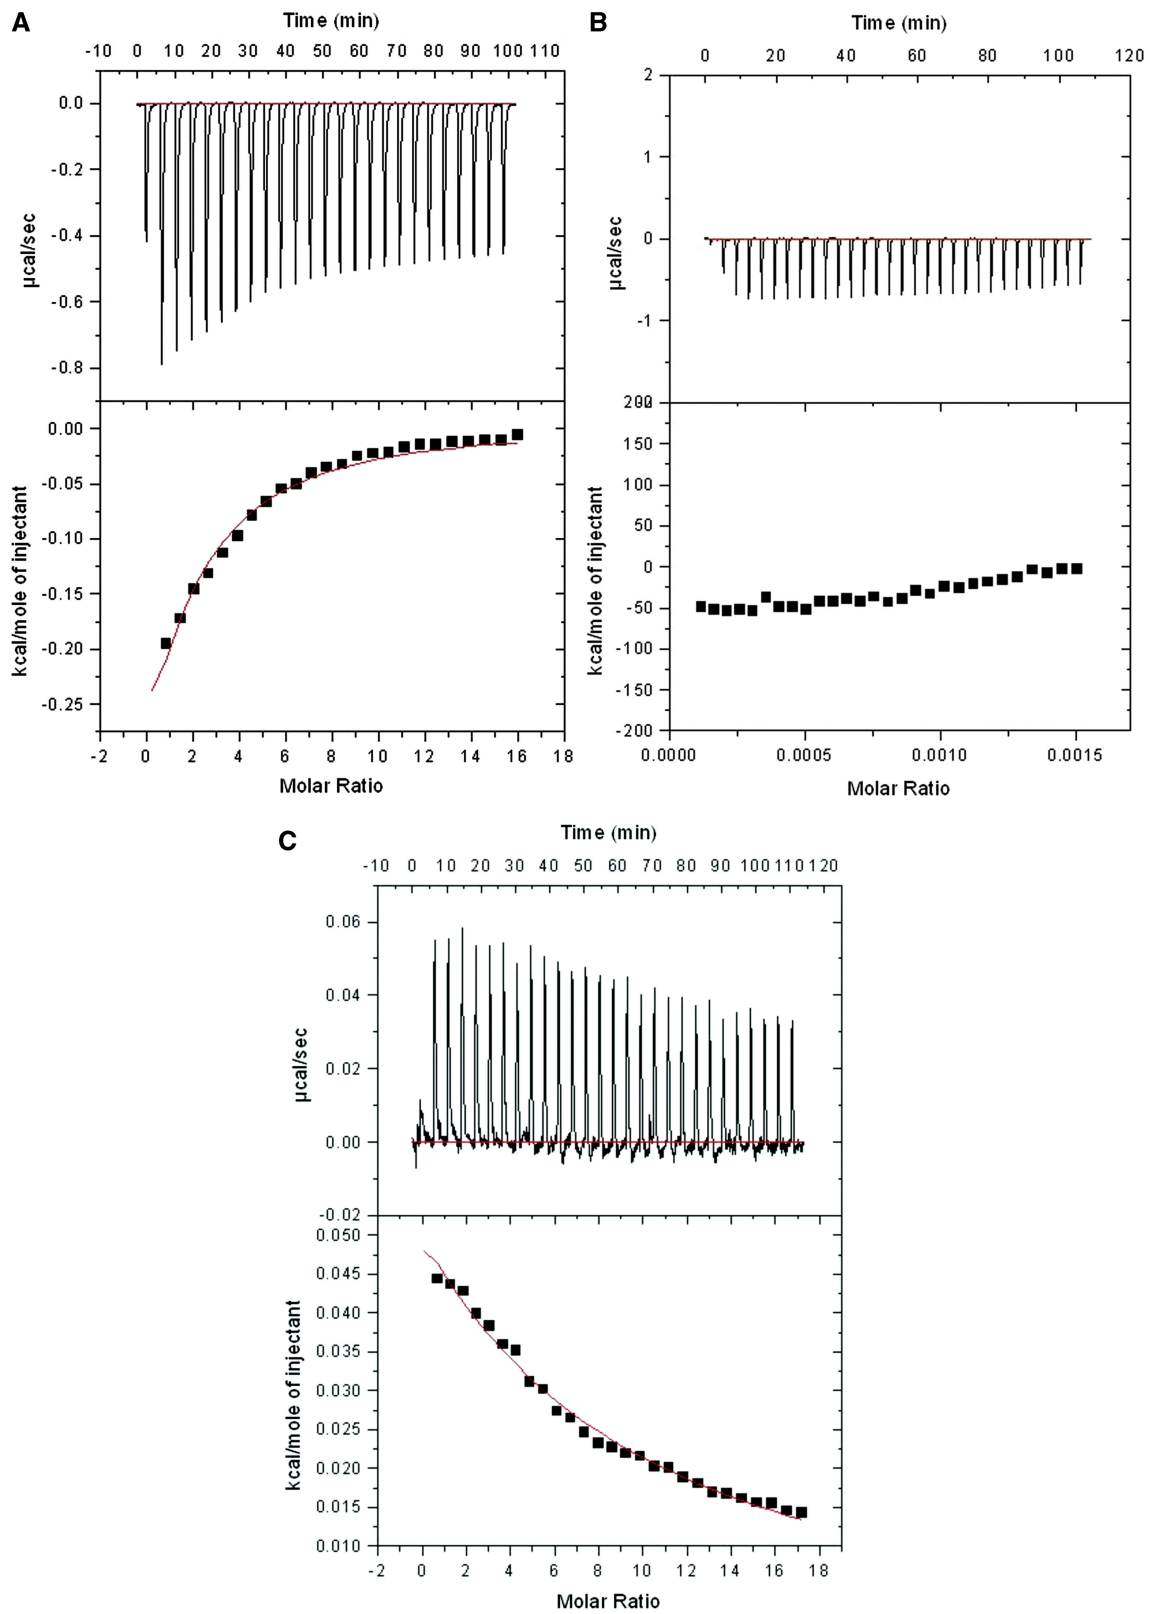 A
Time (min)
-10 0 10 20 30 40 50 60 70 80 90 100 110
0.0
-0.2
-0.4
-0.6
-0.8
µcal/sec
0.00
-0.05
-0.10
-0.15
-0.20
-0.25
kcal/mole of injectant
-2 0 2 4 6 8 10 12 14 16 18
Molar Ratio
B
Time (min)
0 20 40 60 80 100 120
2
1
0
-1
µcal/sec
150
100
50
0
-50
-100
-150
-200
kcal/mole of injectant
0.0000 0.0005 0.0010 0.0015
Molar Ratio
C
Time (min)
-10 0 10 20 30 40 50 60 70 80 90 100 110 120
0.06
0.04
0.02
0.00
-0.02
µcal/sec
0.050
0.045
0.040
0.035
0.030
0.025
0.020
0.015
0.010
kcal/mole of injectant
-2 0 2 4 6 8 10 12 14 16 18
Molar Ratio